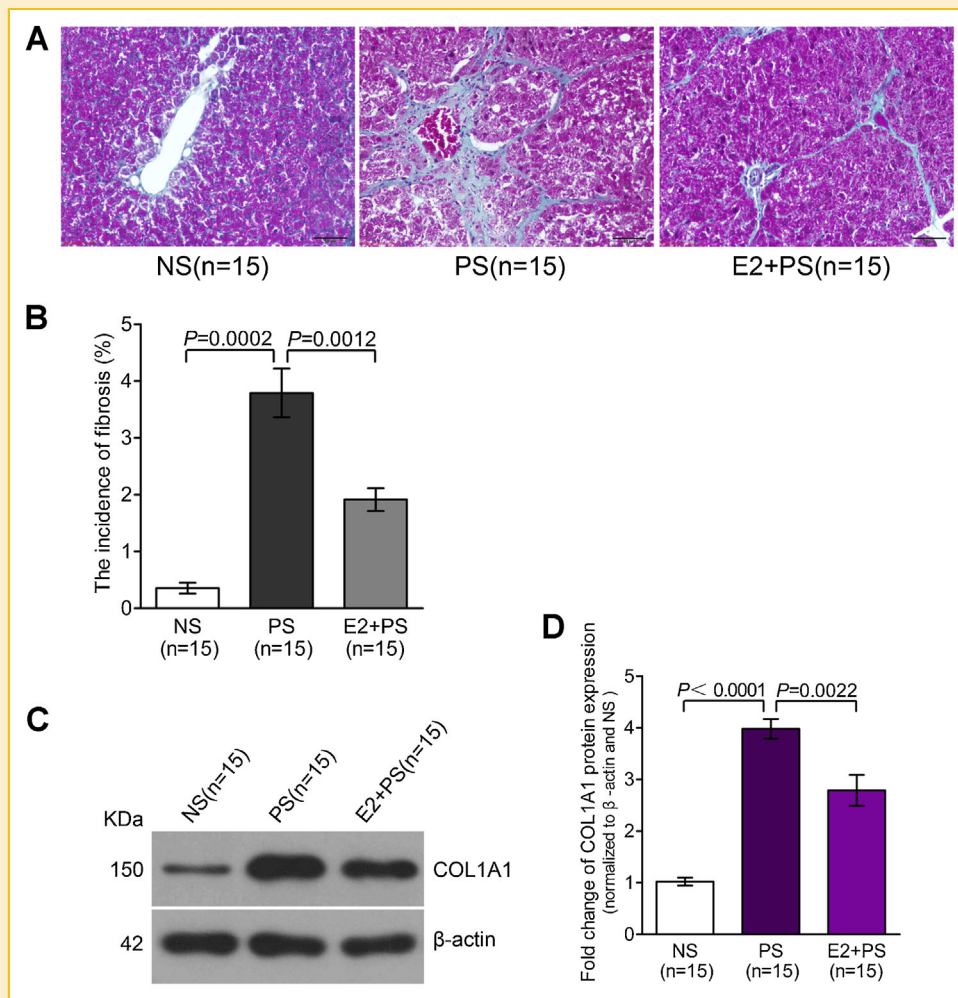 A
NS(n=15)
PS(n=15)
E2+PS(n=15)
B
The incidence of fibrosis (%)
5
4
3
2
1
0
P=0.0002
P=0.0012
NS
(n=15)
PS
(n=15)
E2+PS
(n=15)
C
NS(n=15)
PS(n=15)
E2+PS(n=15)
KDa
150
COL1A1
42
β-actin
D
Fold change of COL1A1 protein expression
(normalized to β -actin and NS )
5
4
3
2
1
0
P< 0.0001
P=0.0022
NS
(n=15)
PS
(n=15)
E2+PS
(n=15)